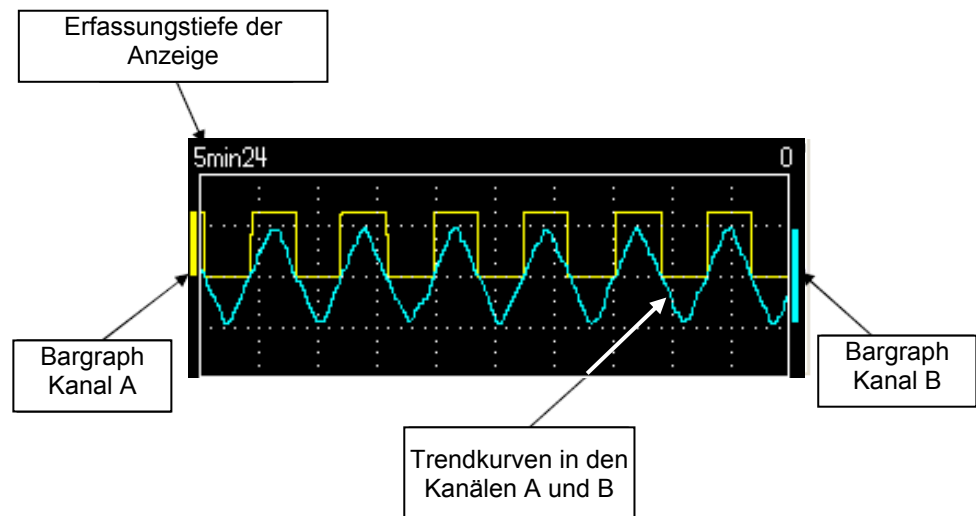 Erfassungstiefe der
Anzeige
5min24 0
Bargraph
Kanal A
Bargraph
Kanal B
Trendkurven in den
Kanälen A und B